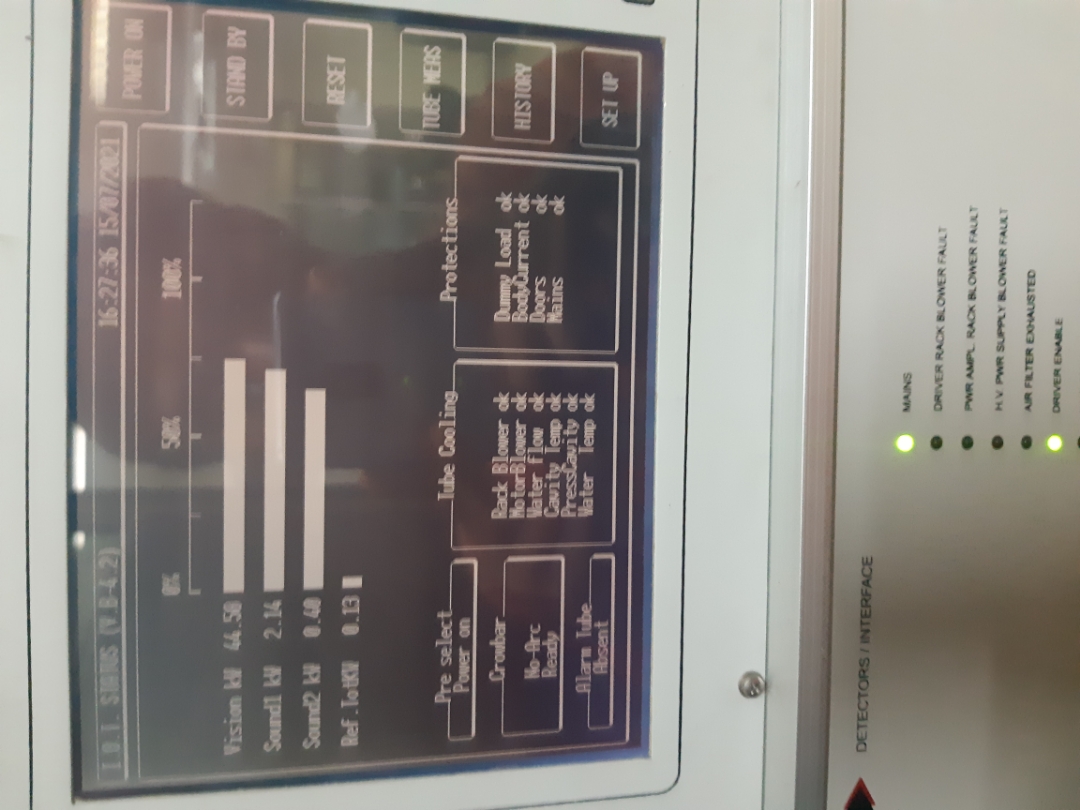 I.O.T. STATUS (V.B-4.2) 16:27:36 15/07/2021
POWER ON
0% 50% 100%
Vision kW 44.50
STAND BY
Sound1 kW 2.14
Sound2 kW 0.40
RESET
Ref.TotKW 0.13
TUBE MEAS
Pre select
Power on
Crowbar
No-Arc
Ready
Alarm Tube
Absent
Tube Cooling
Rack Blower ok
MotorBlower ok
Water flow ok
Cavity Temp ok
PressCavity ok
Water Temp ok
Protections
Dummy Load ok
BodyCurrent ok
Doors ok
Mains ok
HISTORY
SET UP
DETECTORS / INTERFACE
MAINS
DRIVER RACK BLOWER FAULT
PWR AMPL. RACK BLOWER FAULT
H.V. PWR SUPPLY BLOWER FAULT
AIR FILTER EXHAUSTED
DRIVER ENABLE